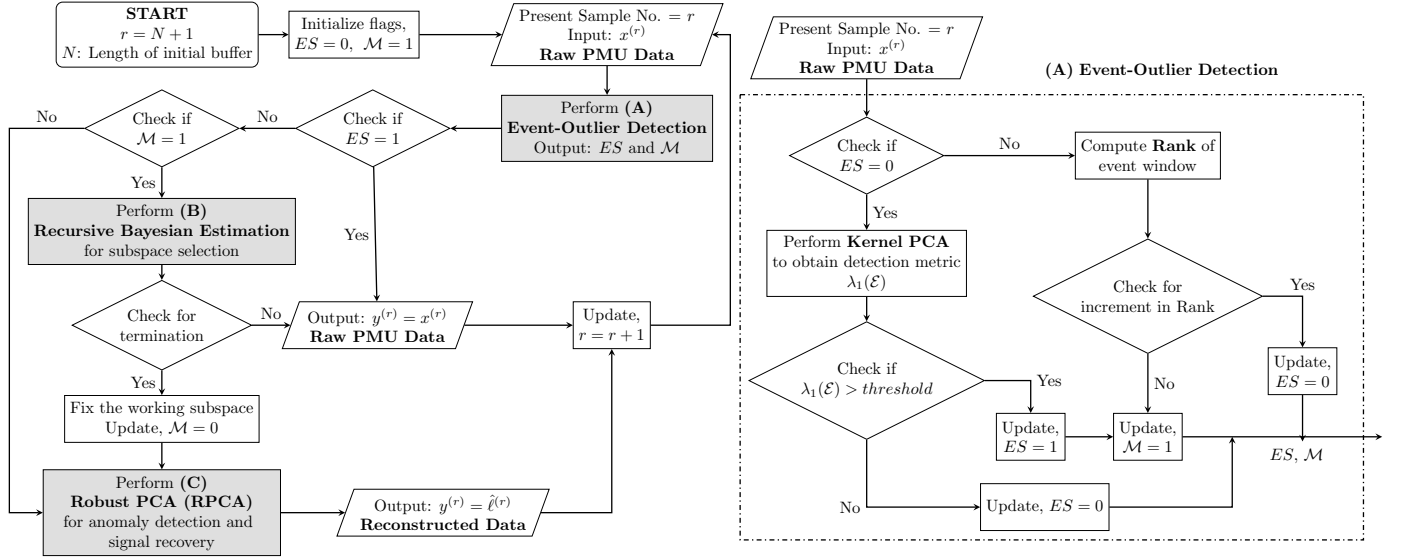 START
r = N + 1
N: Length of initial buffer
Initialize flags,
ES = 0, ℳ = 1
Present Sample No. = r
Input: x^(r)
Raw PMU Data
Perform (A)
Event-Outlier Detection
Output: ES and ℳ
Check if
ES = 1
No
Check if
ℳ = 1
No
Yes
Yes
Perform (B)
Recursive Bayesian Estimation
for subspace selection
Check for
termination
No
Output: y^(r) = x^(r)
Raw PMU Data
Update,
r = r + 1
Yes
Fix the working subspace
Update, ℳ = 0
Perform (C)
Robust PCA (RPCA)
for anomaly detection and
signal recovery
Output: y^(r) = ℓ̂^(r)
Reconstructed Data
Present Sample No. = r
Input: x^(r)
Raw PMU Data
(A) Event-Outlier Detection
Check if
ES = 0
No
Compute Rank of
event window
Yes
Perform Kernel PCA
to obtain detection metric
λ₁(ℰ)
Check for
increment in Rank
Yes
Update,
ES = 0
Check if
λ₁(ℰ) > threshold
Yes
No
Update,
ES = 1
Update,
ℳ = 1
ES, ℳ
No
Update, ES = 0